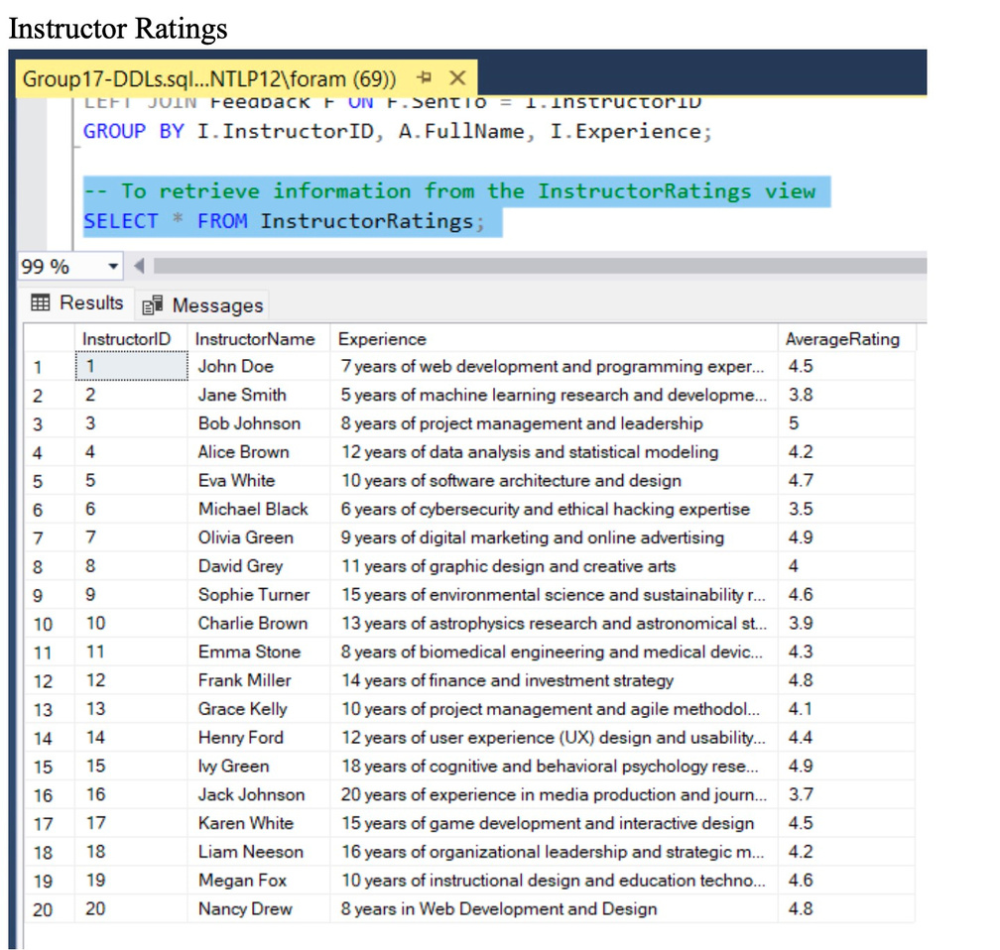 Instructor Ratings
Group17-DDLs.sql...NTLP12\foram (69))
LEFT JOIN Feedback F ON F.SentTo = I.InstructorID
GROUP BY I.InstructorID, A.FullName, I.Experience;
-- To retrieve information from the InstructorRatings view
SELECT * FROM InstructorRatings;
99 %
Results Messages
InstructorID InstructorName Experience AverageRating
1 1 John Doe 7 years of web development and programming exper... 4.5
2 2 Jane Smith 5 years of machine learning research and developme... 3.8
3 3 Bob Johnson 8 years of project management and leadership 5
4 4 Alice Brown 12 years of data analysis and statistical modeling 4.2
5 5 Eva White 10 years of software architecture and design 4.7
6 6 Michael Black 6 years of cybersecurity and ethical hacking expertise 3.5
7 7 Olivia Green 9 years of digital marketing and online advertising 4.9
8 8 David Grey 11 years of graphic design and creative arts 4
9 9 Sophie Turner 15 years of environmental science and sustainability r... 4.6
10 10 Charlie Brown 13 years of astrophysics research and astronomical st... 3.9
11 11 Emma Stone 8 years of biomedical engineering and medical devic... 4.3
12 12 Frank Miller 14 years of finance and investment strategy 4.8
13 13 Grace Kelly 10 years of project management and agile methodol... 4.1
14 14 Henry Ford 12 years of user experience (UX) design and usability... 4.4
15 15 Ivy Green 18 years of cognitive and behavioral psychology rese... 4.9
16 16 Jack Johnson 20 years of experience in media production and journ... 3.7
17 17 Karen White 15 years of game development and interactive design 4.5
18 18 Liam Neeson 16 years of organizational leadership and strategic m... 4.2
19 19 Megan Fox 10 years of instructional design and education techno... 4.6
20 20 Nancy Drew 8 years in Web Development and Design 4.8